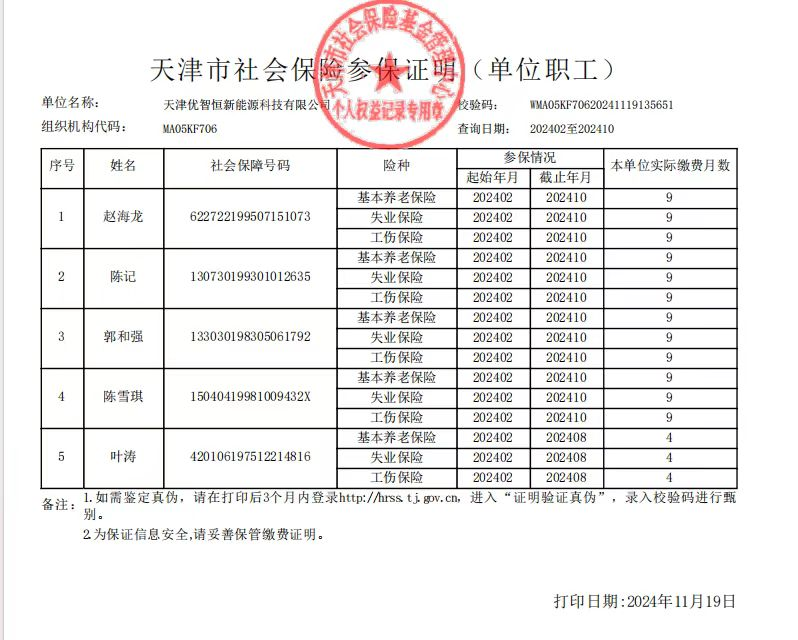 天津市社会保险参保证明（单位职工）
天津市社会保险基金管理中心
个人权益记录专用章
单位名称： 天津优智恒新能源科技有限公司 校验码： WMA05KF70620241119135651
组织机构代码： MA05KF706 查询日期： 202402至202410
序号 姓名 社会保障号码 险种 参保情况 本单位实际缴费月数
起始年月 截止年月
基本养老保险 202402 202410 9
1 赵海龙 622722199507151073 失业保险 202402 202410 9
工伤保险 202402 202410 9
基本养老保险 202402 202410 9
2 陈记 130730199301012635 失业保险 202402 202410 9
工伤保险 202402 202410 9
基本养老保险 202402 202410 9
3 郭和强 133030198305061792 失业保险 202402 202410 9
工伤保险 202402 202410 9
基本养老保险 202402 202410 9
4 陈雪琪 15040419981009432X 失业保险 202402 202410 9
工伤保险 202402 202410 9
基本养老保险 202402 202408 4
5 叶涛 420106197512214816 失业保险 202402 202408 4
工伤保险 202402 202408 4
备注： 1.如需鉴定真伪，请在打印后3个月内登录http://hrss.tj.gov.cn，进入“证明验证真伪”，录入校验码进行甄
别。
2.为保证信息安全,请妥善保管缴费证明。
打印日期:2024年11月19日